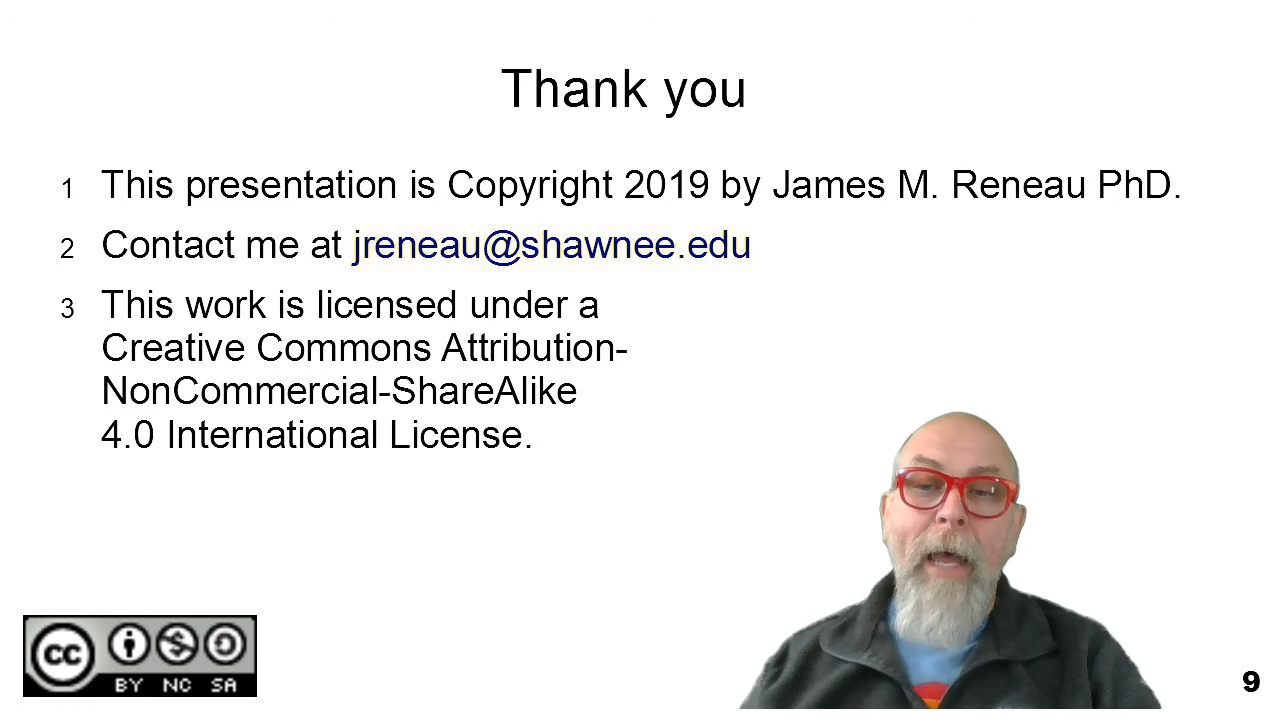 Thank you
1 This presentation is Copyright 2019 by James M. Reneau PhD.
2 Contact me at jreneau@shawnee.edu
3 This work is licensed under a
Creative Commons Attribution-
NonCommercial-ShareAlike
4.0 International License.
cc
BY NC SA
9